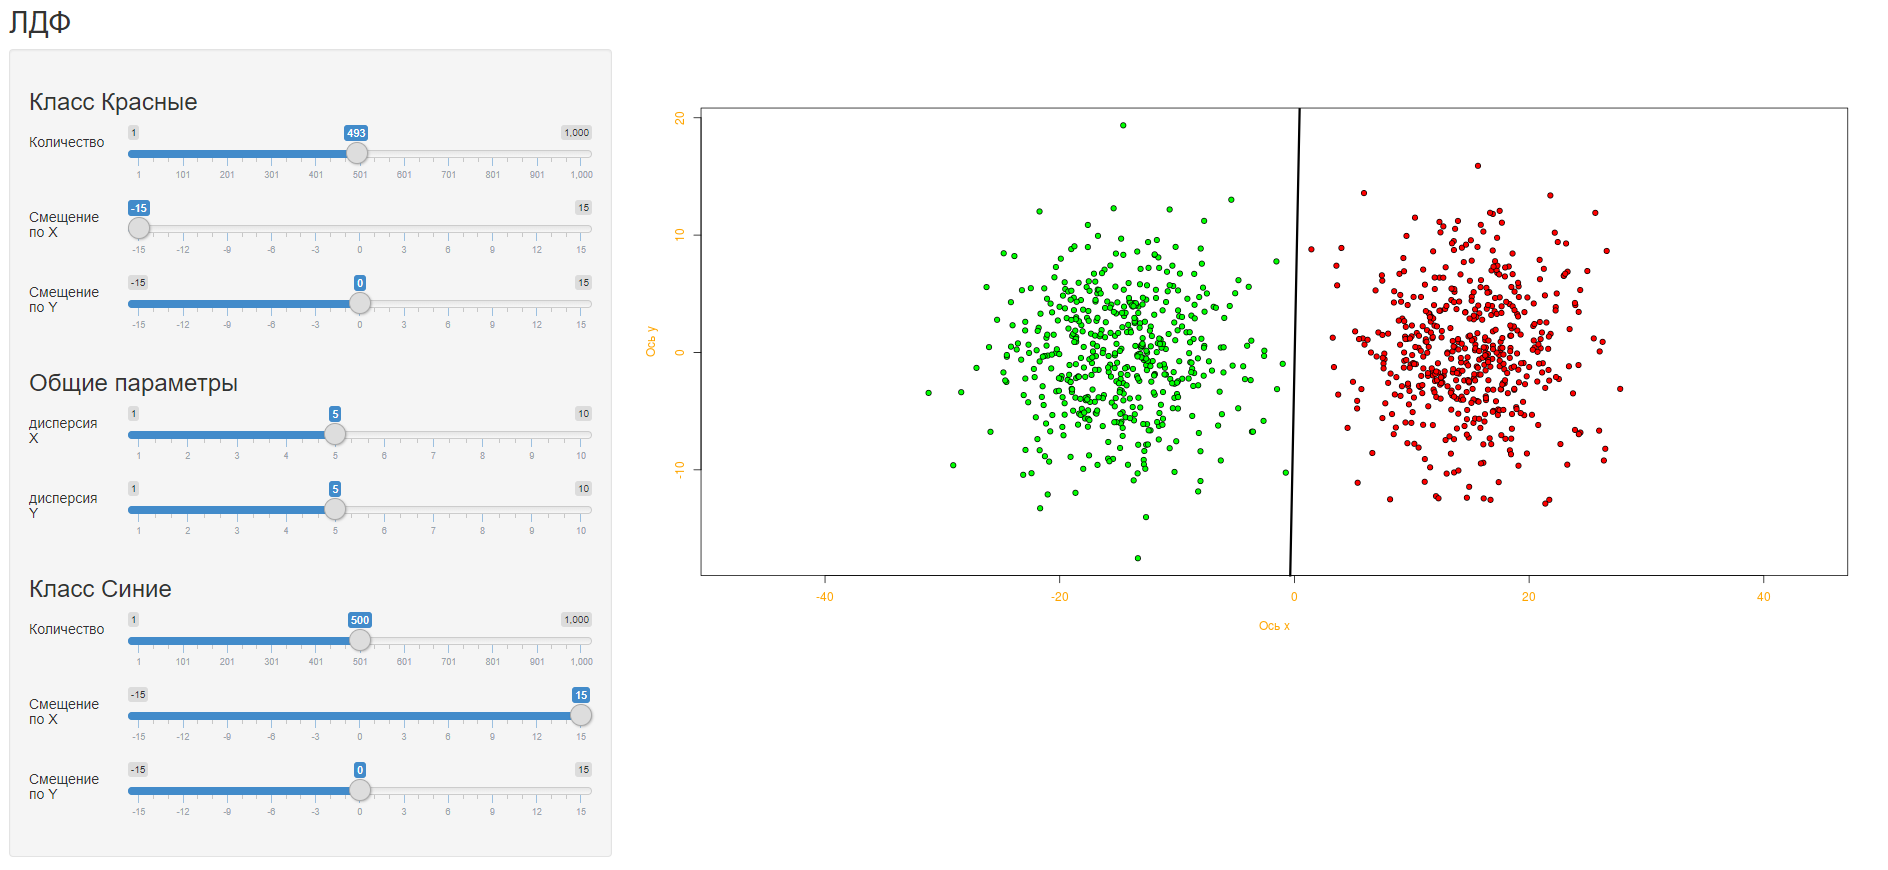 ЛДФ
Класс Красные
Количество
1 493 1,000
1 101 201 301 401 501 601 701 801 901 1,000
Смещение
по X
-15 15
-15 -12 -9 -6 -3 0 3 6 9 12 15
Смещение
по Y
-15 0 15
-15 -12 -9 -6 -3 0 3 6 9 12 15
Общие параметры
дисперсия
X
1 5 10
1 2 3 4 5 6 7 8 9 10
дисперсия
Y
1 5 10
1 2 3 4 5 6 7 8 9 10
Класс Синие
Количество
1 500 1,000
1 101 201 301 401 501 601 701 801 901 1,000
Смещение
по X
-15 15
-15 -12 -9 -6 -3 0 3 6 9 12 15
Смещение
по Y
-15 0 15
-15 -12 -9 -6 -3 0 3 6 9 12 15
Ось y
20
10
0
-10
-40 -20 0 20 40
Ось x